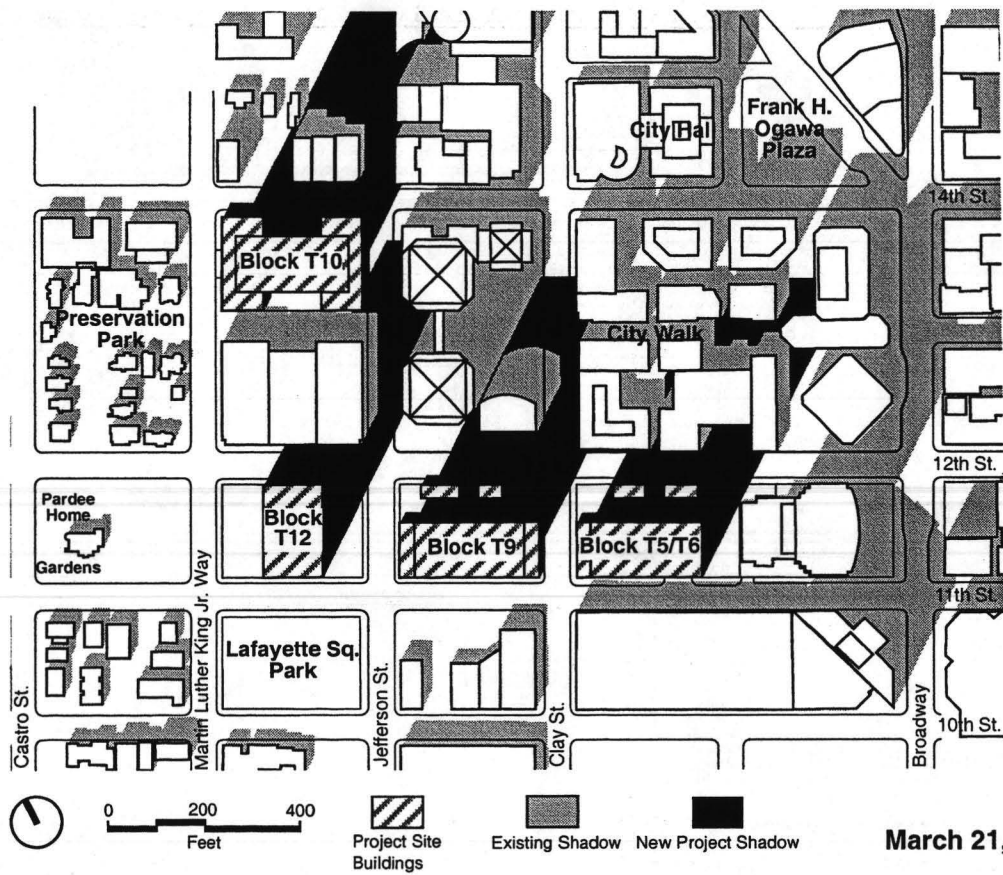 City Hal
Frank H.
Ogawa
Plaza
14th St.
Block T10
Preservation
Park
City Walk
12th St.
Pardee
Home
Gardens
Block
T12
Block T9
Block T5/T6
11th St.
Lafayette Sq.
Park
Castro St.
Martin Luther King Jr. Way
Jefferson St.
Clay St.
Broadway
10th St.
0 200 400
Feet
Project Site
Buildings
Existing Shadow
New Project Shadow
March 21,